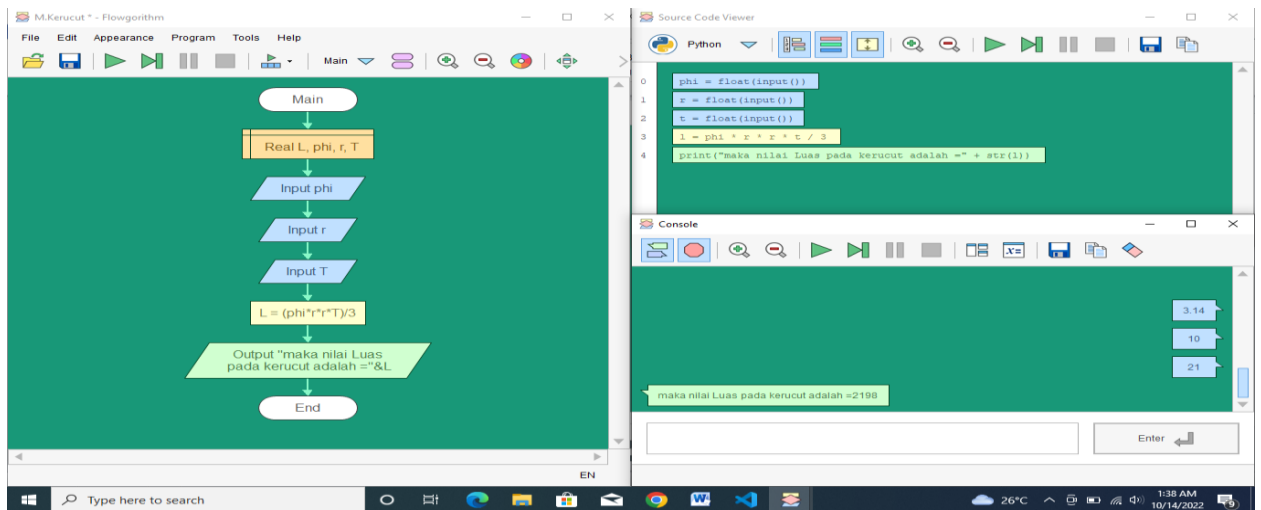 M.Kerucut * - Flowgorithm
File Edit Appearance Program Tools Help
Main
Main
Real L, phi, r, T
Input phi
Input r
Input T
L = (phi*r*r*T)/3
Output "maka nilai Luas
pada kerucut adalah ="&L
End
EN
Source Code Viewer
Python
0 phi = float(input())
1 r = float(input())
2 t = float(input())
3 l = phi * r * r * t / 3
4 print("maka nilai Luas pada kerucut adalah =" + str(l))
Console
x=
3.14
10
21
maka nilai Luas pada kerucut adalah =2198
Enter
Type here to search
26°C
1:38 AM
10/14/2022
9